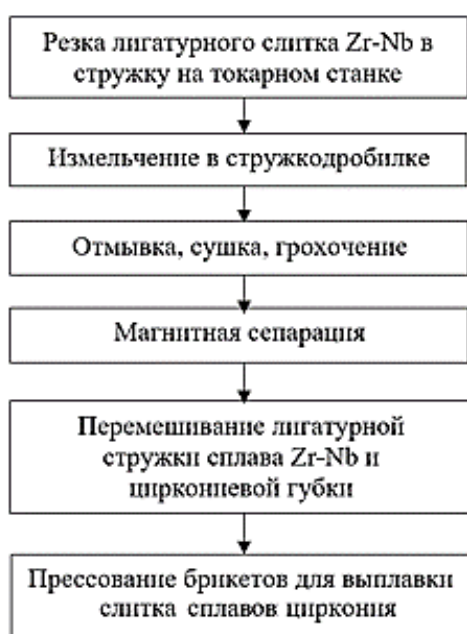 Резка лигатурного слитка Zr-Nb в
стружку на токарном станке
Измельчение в стружкодробилке
Отмывка, сушка, грохочение
Магнитная сепарация
Перемешивание лигатурной
стружки сплава Zr-Nb и
циркониевой губки
Прессование брикетов для выплавки
слитка сплавов циркония